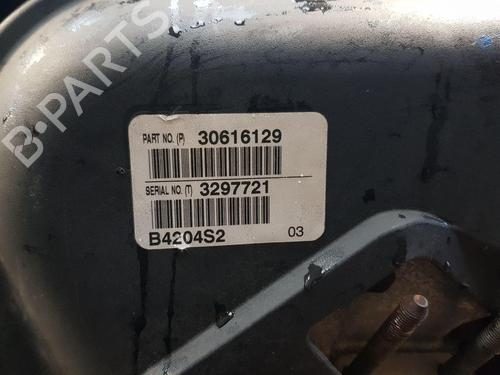 B-PARTS
PART NO. (P) 30616129
SERIAL NO. (T) 3297721
B4204S2 03